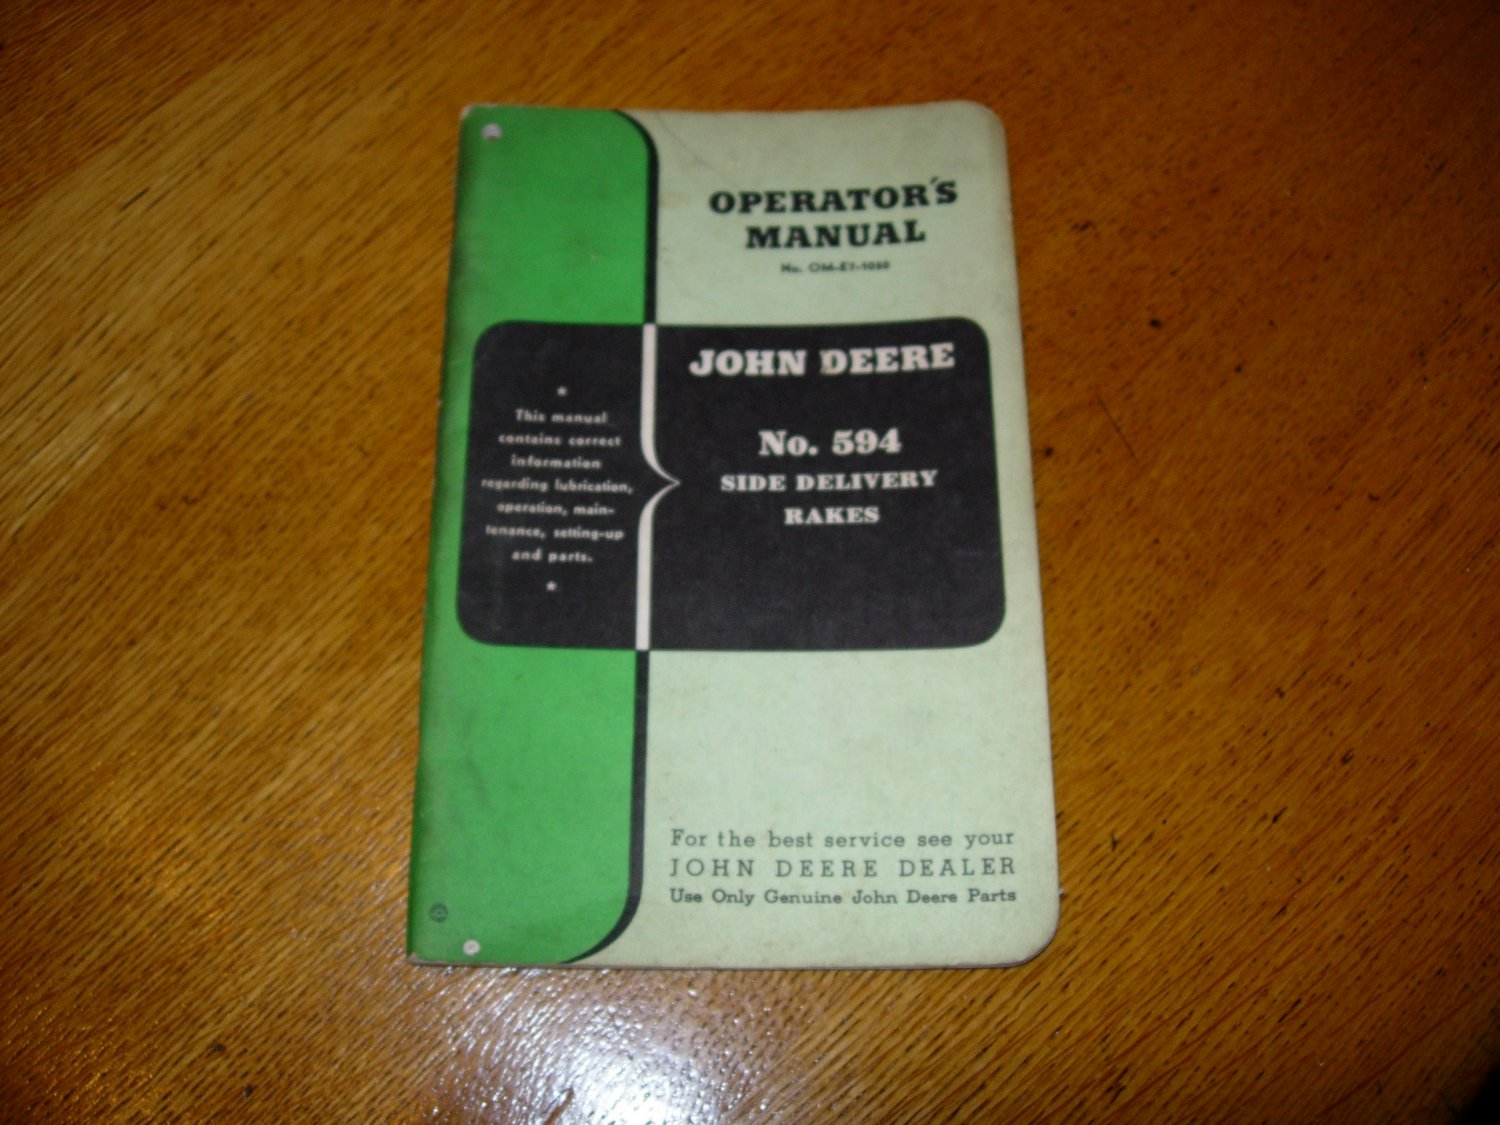 OPERATOR'S
MANUAL
No. OM-E7-1050
JOHN DEERE
No. 594
SIDE DELIVERY
RAKES
This manual
contains correct
information
regarding lubrication,
operation, main-
tenance, setting-up
and parts.
For the best service see your
JOHN DEERE DEALER
Use Only Genuine John Deere Parts